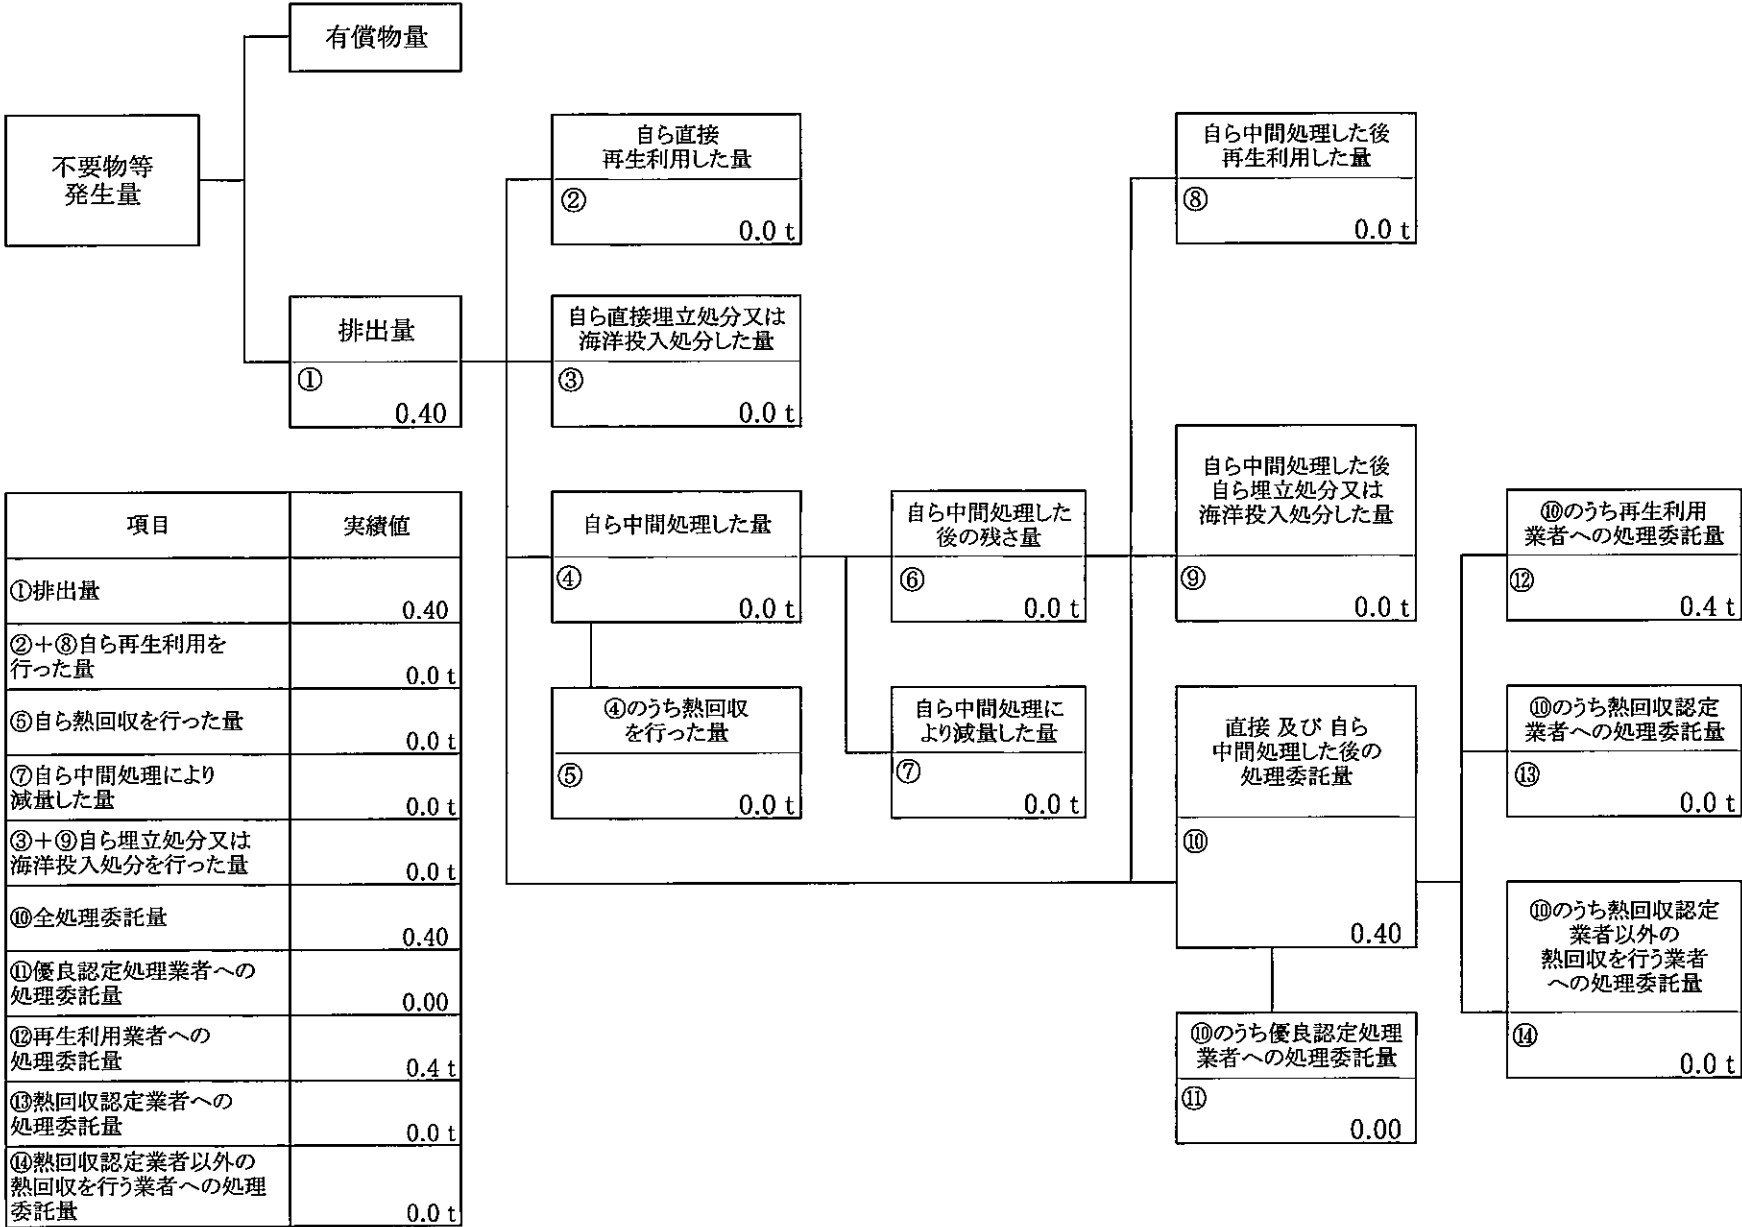 有償物量
不要物等
発生量
自ら直接
再生利用した量
②
0.0 t
自ら中間処理した後
再生利用した量
⑧
0.0 t
排出量
①
0.40
自ら直接埋立処分又は
海洋投入処分した量
③
0.0 t
自ら中間処理した量
④
0.0 t
自ら中間処理した
後の残さ量
⑥
0.0 t
自ら中間処理した後
自ら埋立処分又は
海洋投入処分した量
⑨
0.0 t
⑩のうち再生利用
業者への処理委託量
⑫
0.4 t
④のうち熱回収
を行った量
⑤
0.0 t
自ら中間処理に
より減量した量
⑦
0.0 t
直接 及び 自ら
中間処理した後の
処理委託量
⑩
0.40
⑩のうち熱回収認定
業者への処理委託量
⑬
0.0 t
⑩のうち熱回収認定
業者以外の
熱回収を行う業者
への処理委託量
⑭
0.0 t
⑩のうち優良認定処理
業者への処理委託量
⑪
0.00
項目 実績値
①排出量
0.40
②+⑧自ら再生利用を
行った量
0.0 t
⑤自ら熱回収を行った量
0.0 t
⑦自ら中間処理により
減量した量
0.0 t
③+⑨自ら埋立処分又は
海洋投入処分を行った量
0.0 t
⑩全処理委託量
0.40
⑪優良認定処理業者への
処理委託量
0.00
⑫再生利用業者への
処理委託量
0.4 t
⑬熱回収認定業者への
処理委託量
0.0 t
⑭熱回収認定業者以外の
熱回収を行う業者への処理
委託量
0.0 t